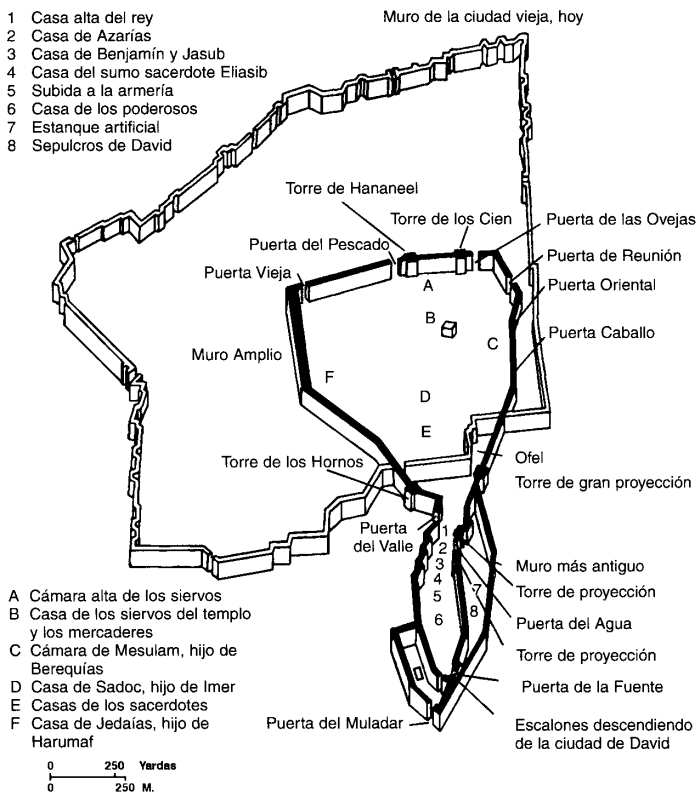 1 Casa alta del rey
2 Casa de Azarías
3 Casa de Benjamín y Jasub
4 Casa del sumo sacerdote Eliasib
5 Subida a la armería
6 Casa de los poderosos
7 Estanque artificial
8 Sepulcros de David
Muro de la ciudad vieja, hoy
Torre de Hananeel
Torre de los Cien
Puerta de las Ovejas
Puerta del Pescado
Puerta de Reunión
Puerta Vieja
Puerta Oriental
A
B
Puerta Caballo
C
Muro Amplio
F
D
E
Ofel
Torre de los Hornos
Torre de gran proyección
Puerta
del Valle
1
2
3
4
5
6
7
8
Muro más antiguo
Torre de proyección
Puerta del Agua
Torre de proyección
Puerta de la Fuente
Puerta del Muladar
Escalones descendiendo
de la ciudad de David
A Cámara alta de los siervos
B Casa de los siervos del templo
y los mercaderes
C Cámara de Mesulam, hijo de
Berequías
D Casa de Sadoc, hijo de Imer
E Casas de los sacerdotes
F Casa de Jedaías, hijo de
Harumaf
0 250 Yardas
0 250 M.